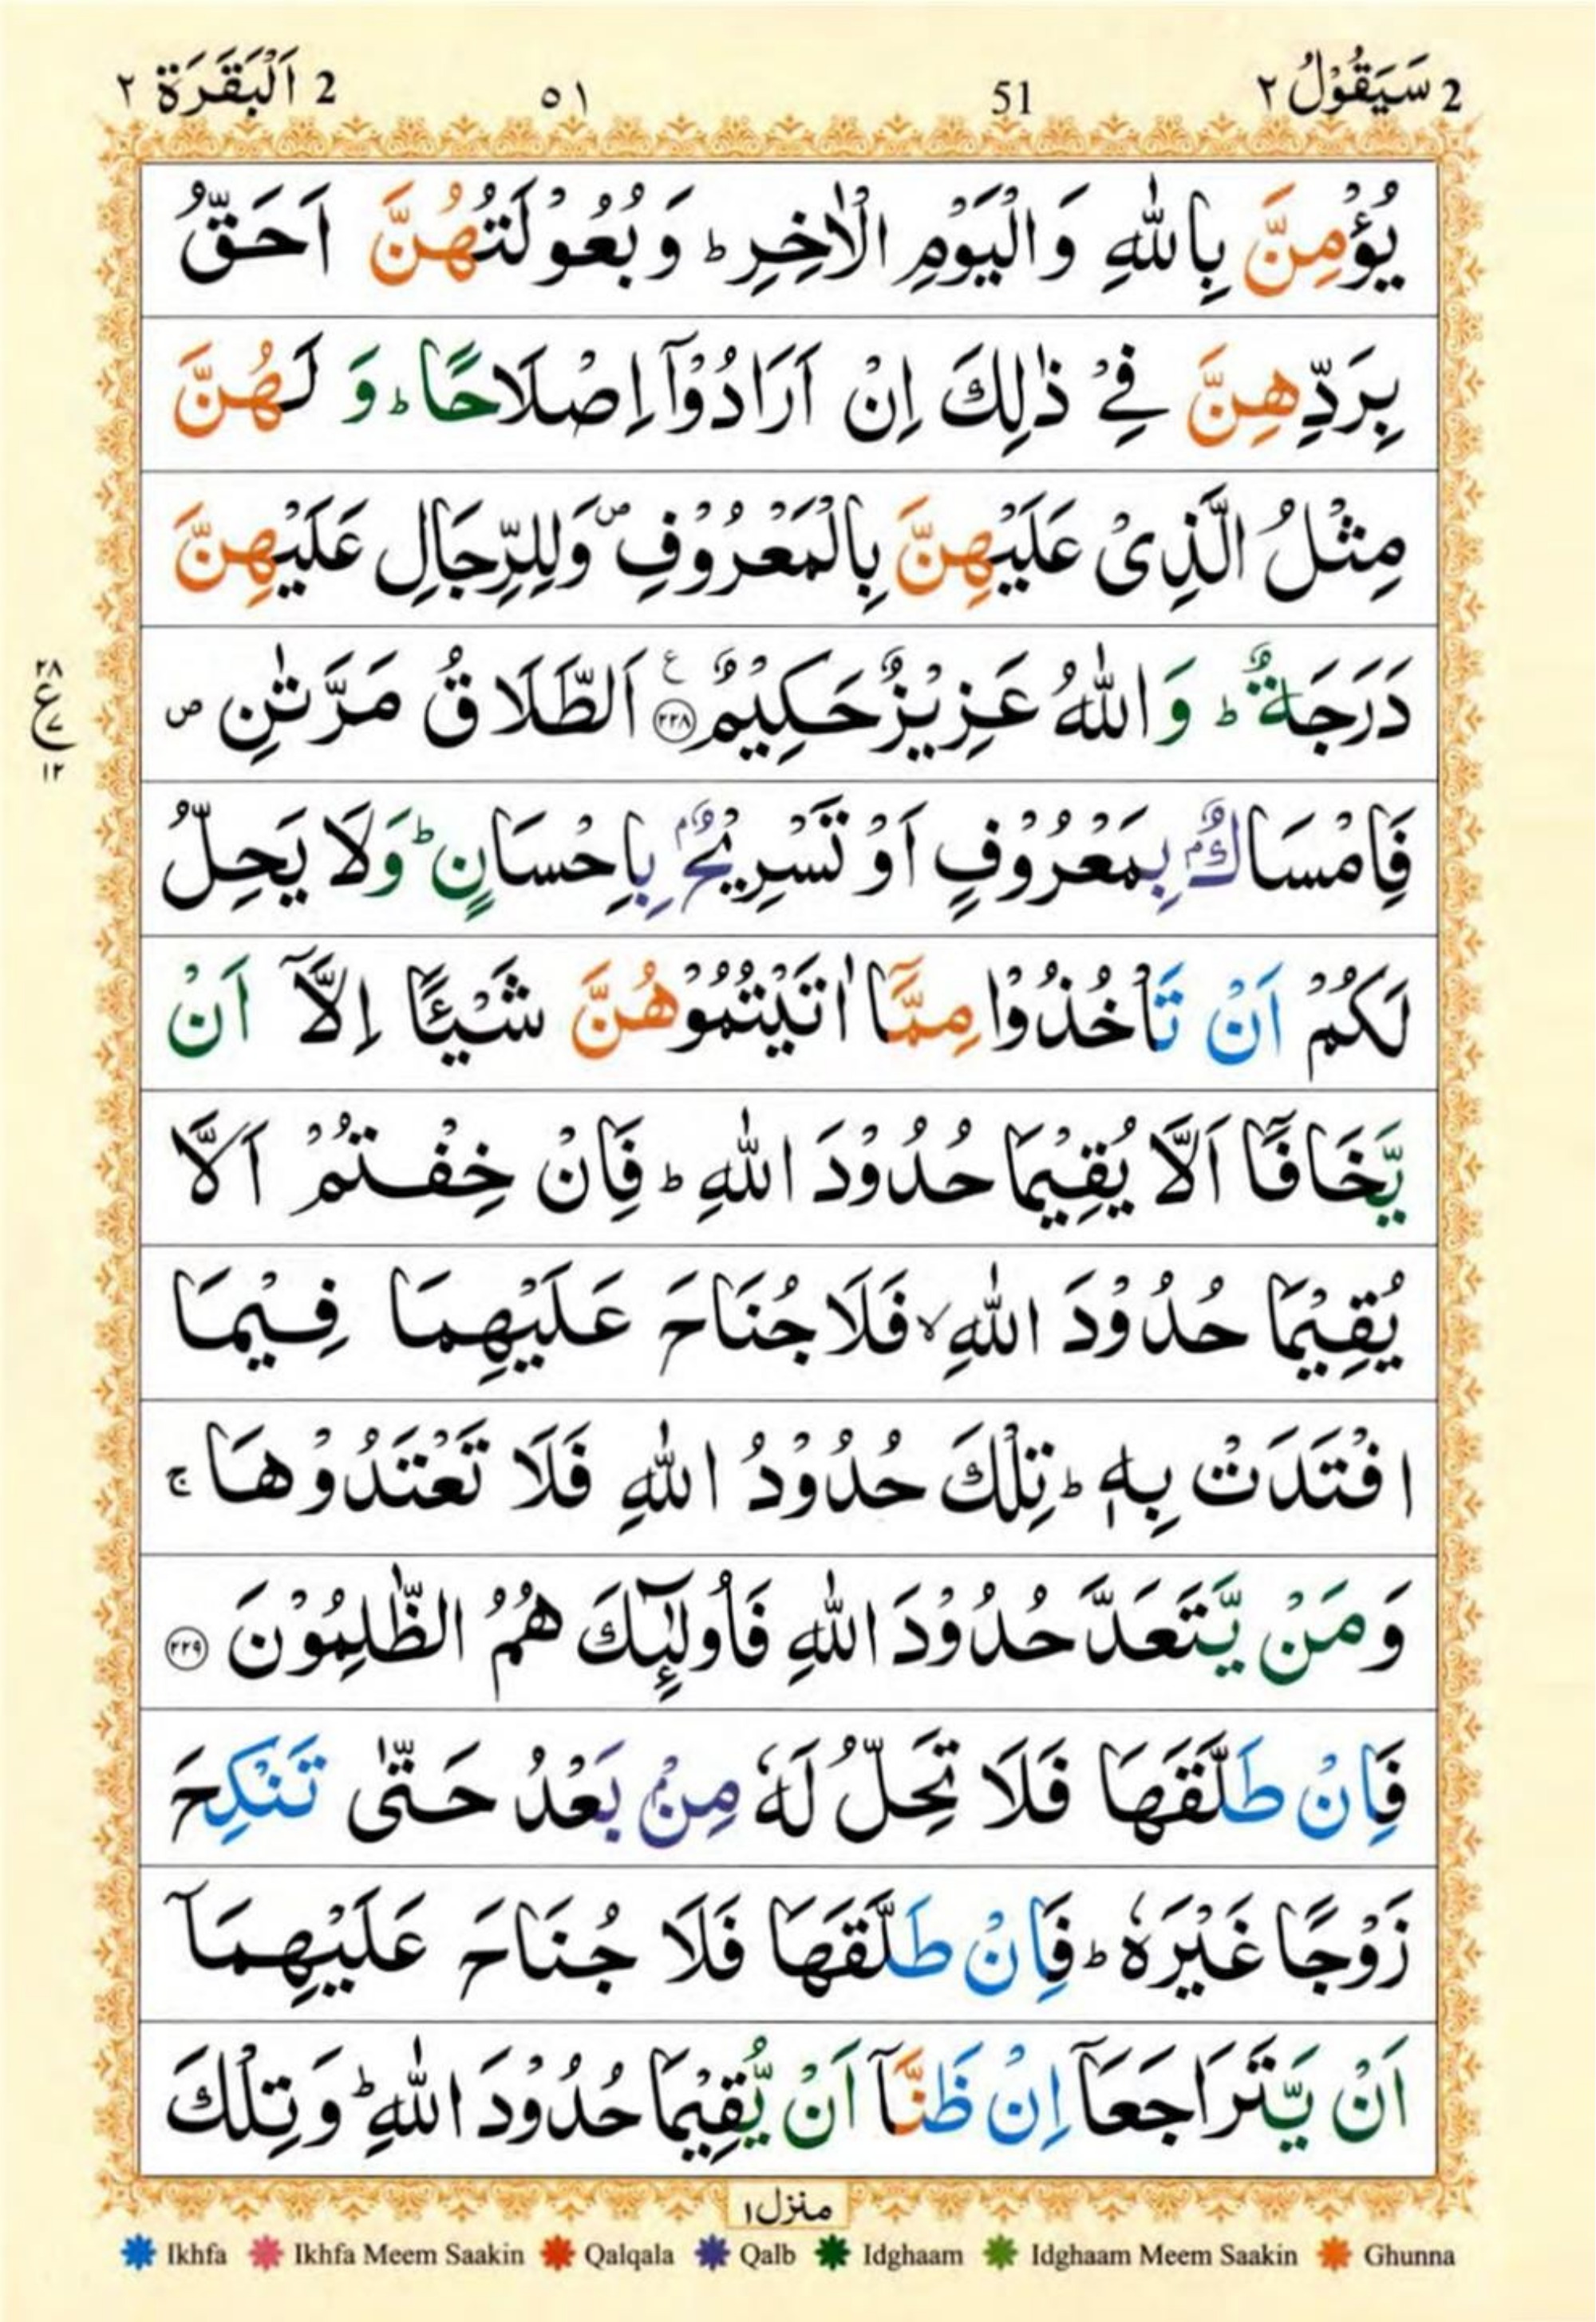 2 سَيَقُوْلُ ٢ 51 ٥١ 2 اَلْبَقَرَة ٢
يُؤْمِنَّ بِاللّٰهِ وَالْيَوْمِ الْاٰخِرِ ؕ وَ بُعُوْلَتُهُنَّ اَحَقُّ
بِرَدِّهِنَّ فِيْ ذٰلِكَ اِنْ اَرَادُوْۤا اِصْلَاحًا ؕ وَ لَهُنَّ
مِثْلُ الَّذِىْ عَلَيْهِنَّ بِالْمَعْرُوْفِ ۪ وَلِلرِّجَالِ عَلَيْهِنَّ
دَرَجَةٌ ؕ وَاللّٰهُ عَزِيْزٌ حَكِيْمٌ ﴿٢٢٨﴾ ع اَلطَّلَاقُ مَرَّتٰنِ ص
٢٨ ع ٧ ١٢
فَاِمْسَاكٌۢ بِمَعْرُوْفٍ اَوْ تَسْرِيْحٌۢ بِاِحْسَانٍ ؕ وَلَا يَحِلُّ
لَكُمْ اَنْ تَاْخُذُوْا مِمَّاۤ اٰتَيْتُمُوْهُنَّ شَيْـًٔا اِلَّاۤ اَنْ
يَّخَافَاۤ اَلَّا يُقِيْمَا حُدُوْدَ اللّٰهِ ؕ فَاِنْ خِفْتُمْ اَلَّا
يُقِيْمَا حُدُوْدَ اللّٰهِ ۙ فَلَا جُنَاحَ عَلَيْهِمَا فِيْمَا
افْتَدَتْ بِهٖ ؕ تِلْكَ حُدُوْدُ اللّٰهِ فَلَا تَعْتَدُوْهَا ۚ
وَمَنْ يَّتَعَدَّ حُدُوْدَ اللّٰهِ فَاُولٰٓئِكَ هُمُ الظّٰلِمُوْنَ ﴿٢٢٩﴾
فَاِنْ طَلَّقَهَا فَلَا تَحِلُّ لَهٗ مِنْۢ بَعْدُ حَتّٰى تَنْكِحَ
زَوْجًا غَيْرَهٗ ؕ فَاِنْ طَلَّقَهَا فَلَا جُنَاحَ عَلَيْهِمَاۤ
اَنْ يَّتَرَاجَعَاۤ اِنْ ظَنَّاۤ اَنْ يُّقِيْمَا حُدُوْدَ اللّٰهِ ؕ وَتِلْكَ
منزل ١
Ikhfa Ikhfa Meem Saakin Qalqala Qalb Idghaam Idghaam Meem Saakin Ghunna